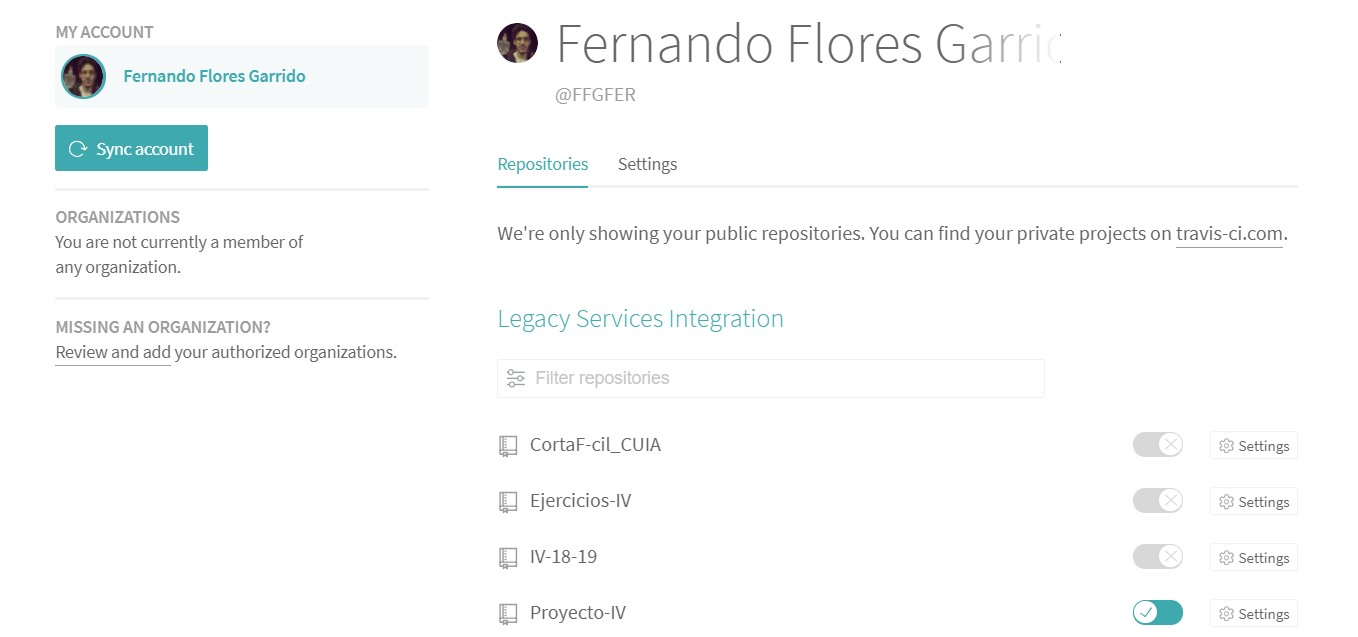 MY ACCOUNT
Fernando Flores Garrido
Sync account
ORGANIZATIONS
You are not currently a member of
any organization.
MISSING AN ORGANIZATION?
Review and add your authorized organizations.
Fernando Flores Garrid
@FFGFER
Repositories
Settings
We're only showing your public repositories. You can find your private projects on travis-ci.com.
Legacy Services Integration
Filter repositories
CortaF-cil_CUIA
Settings
Ejercicios-IV
Settings
IV-18-19
Settings
Proyecto-IV
Settings